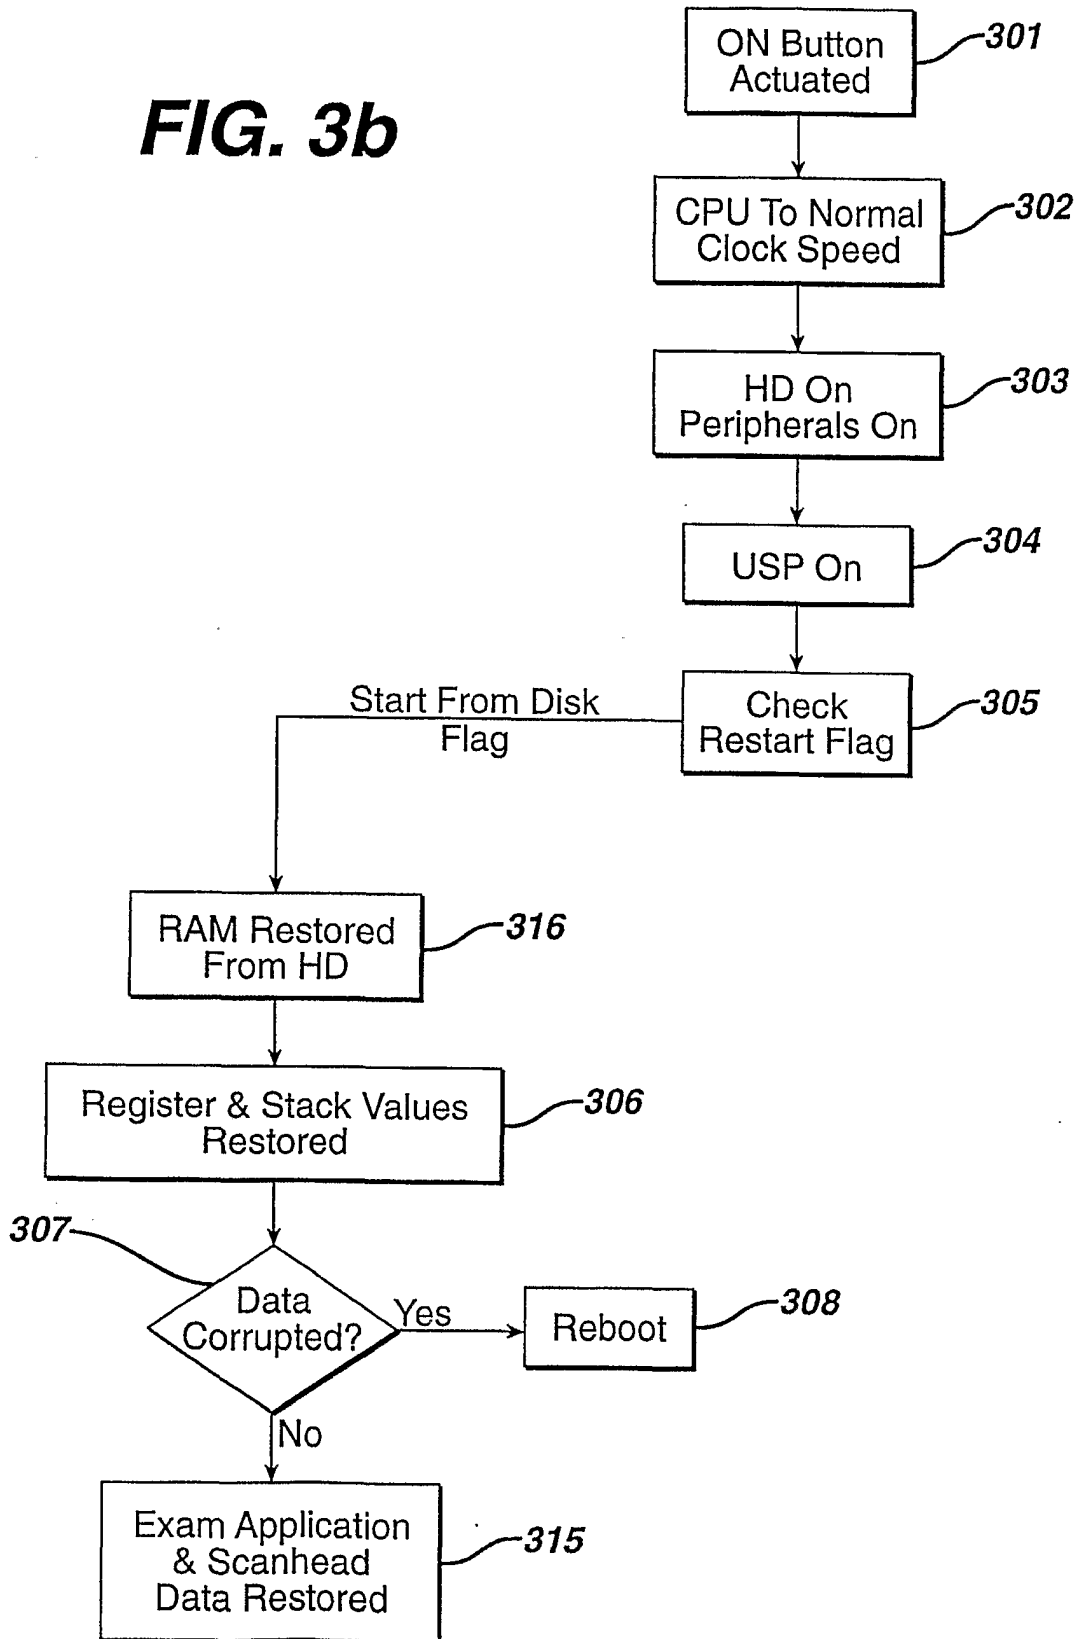 FIG. 3b
ON Button
Actuated
301
CPU To Normal
Clock Speed
302
HD On
Peripherals On
303
USP On
304
Check
Restart Flag
305
Start From Disk
Flag
RAM Restored
From HD
316
Register & Stack Values
Restored
306
307
Data
Corrupted?
Yes
Reboot
308
No
Exam Application
& Scanhead
Data Restored
315